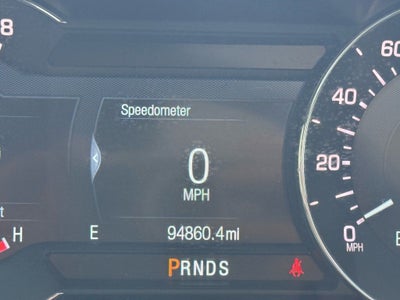 8
Speedometer
60
40
20
0
MPH
t
H
E
94860.4mi
0
MPH
E
PRNDS